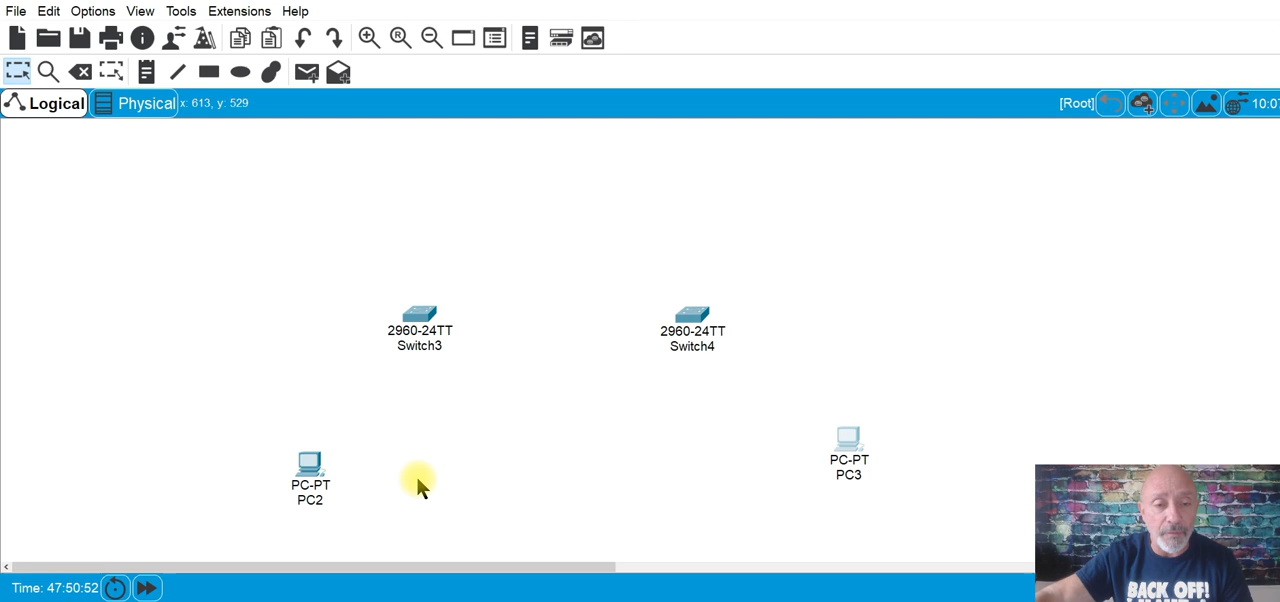 File Edit Options View Tools Extensions Help
Logical Physical x: 613, y: 529 [Root] 10:07
2960-24TT
Switch3
2960-24TT
Switch4
PC-PT
PC2
PC-PT
PC3
Time: 47:50:52
BACK OFF!